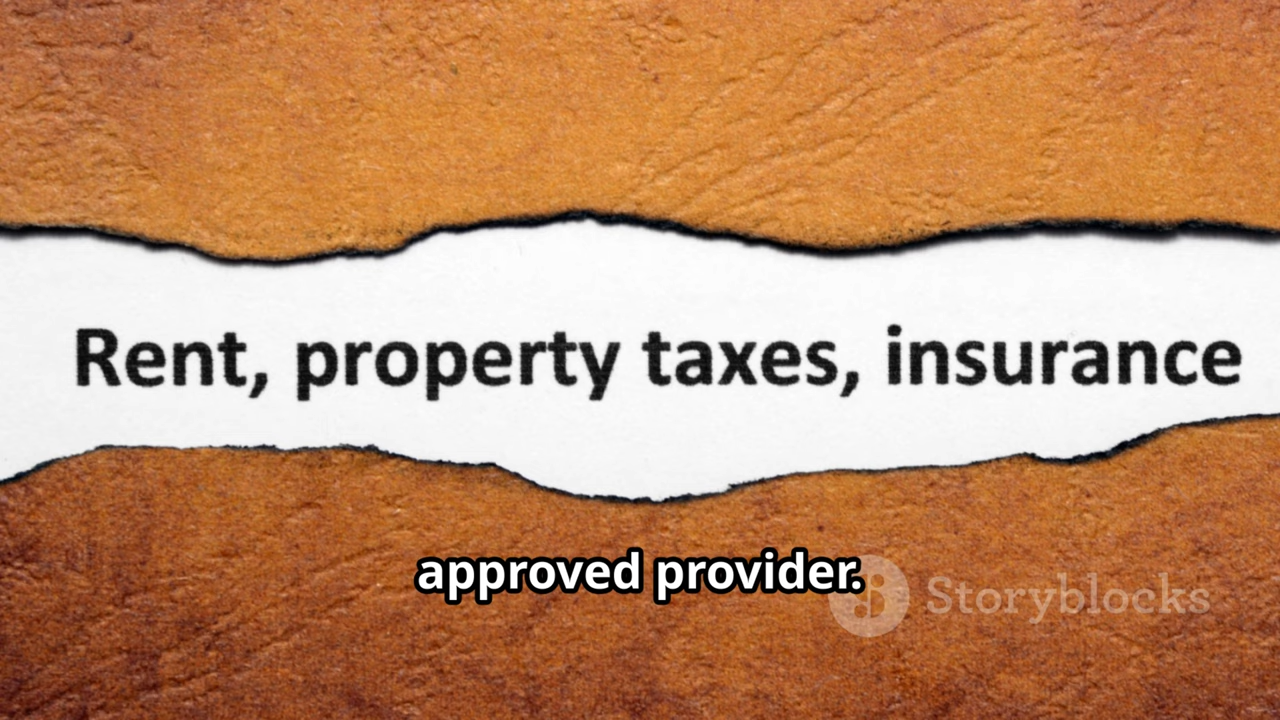 Rent, property taxes, insurance
approved provider.
Storyblocks